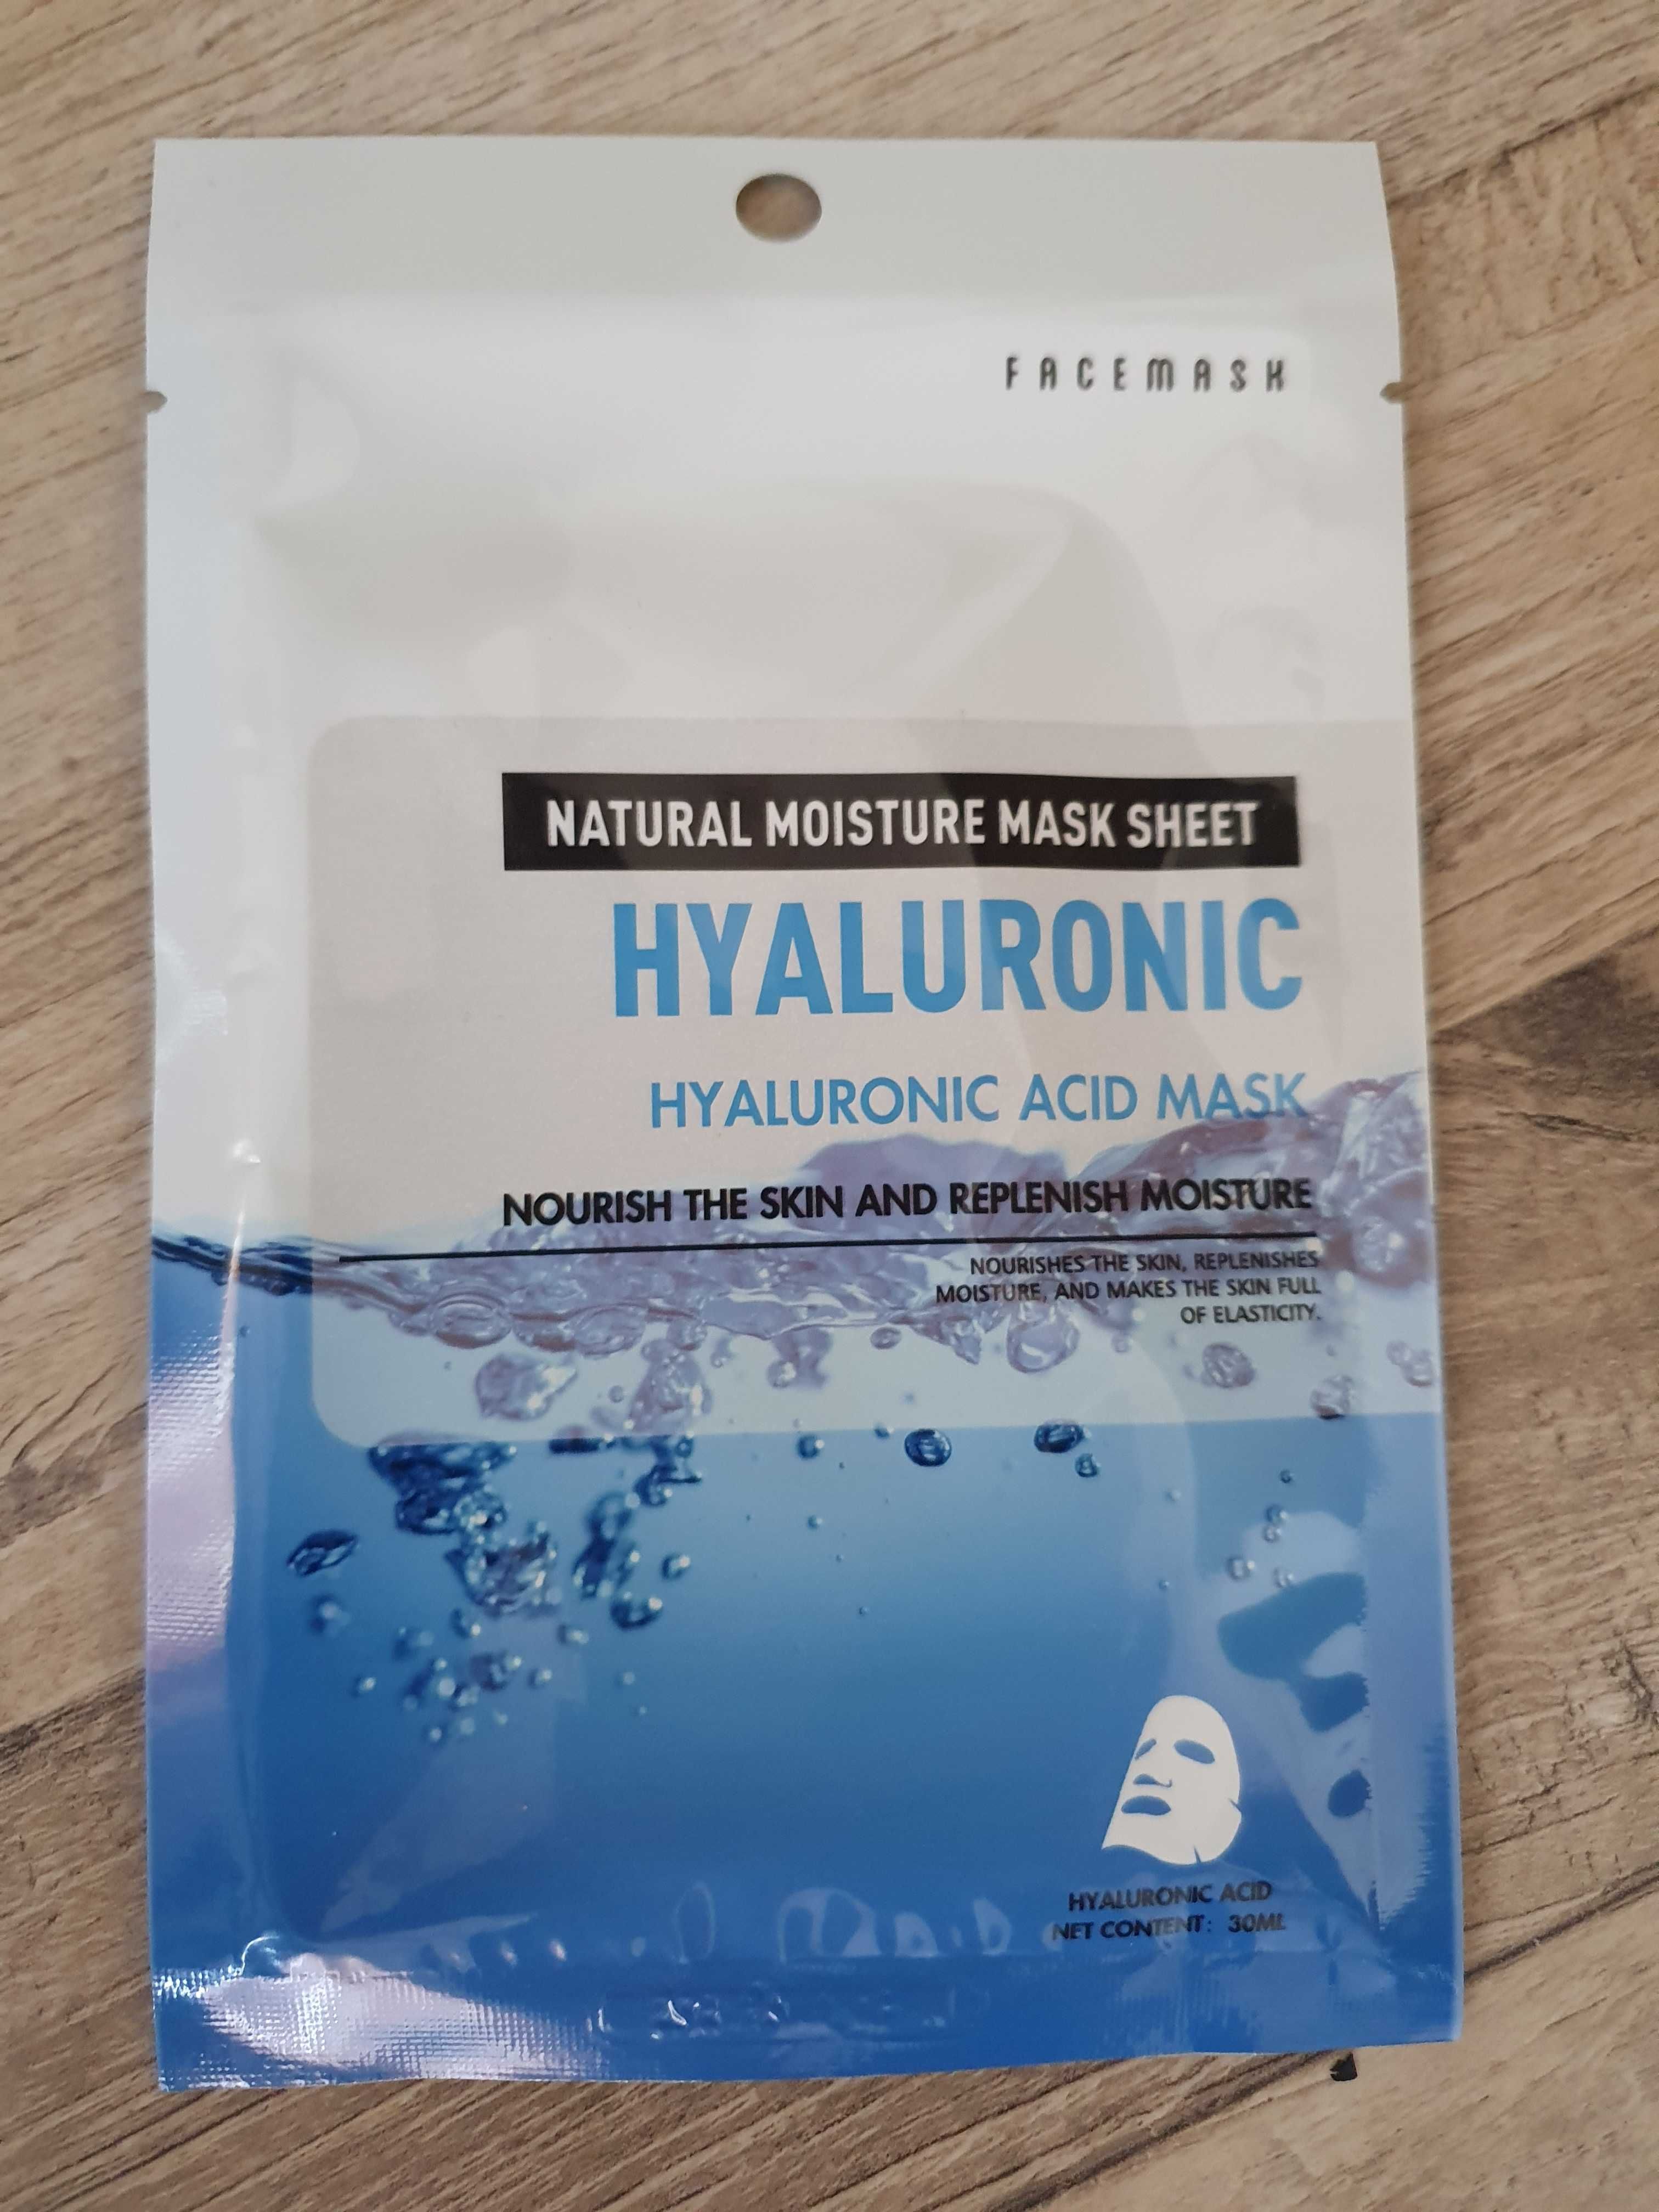 FACEMASK
NATURAL MOISTURE MASK SHEET
HYALURONIC
HYALURONIC ACID MASK
NOURISH THE SKIN AND REPLENISH MOISTURE
NOURISHES THE SKIN, REPLENISHES
MOISTURE, AND MAKES THE SKIN FULL
OF ELASTICITY.
HYALURONIC ACID
NET CONTENT: 30ML